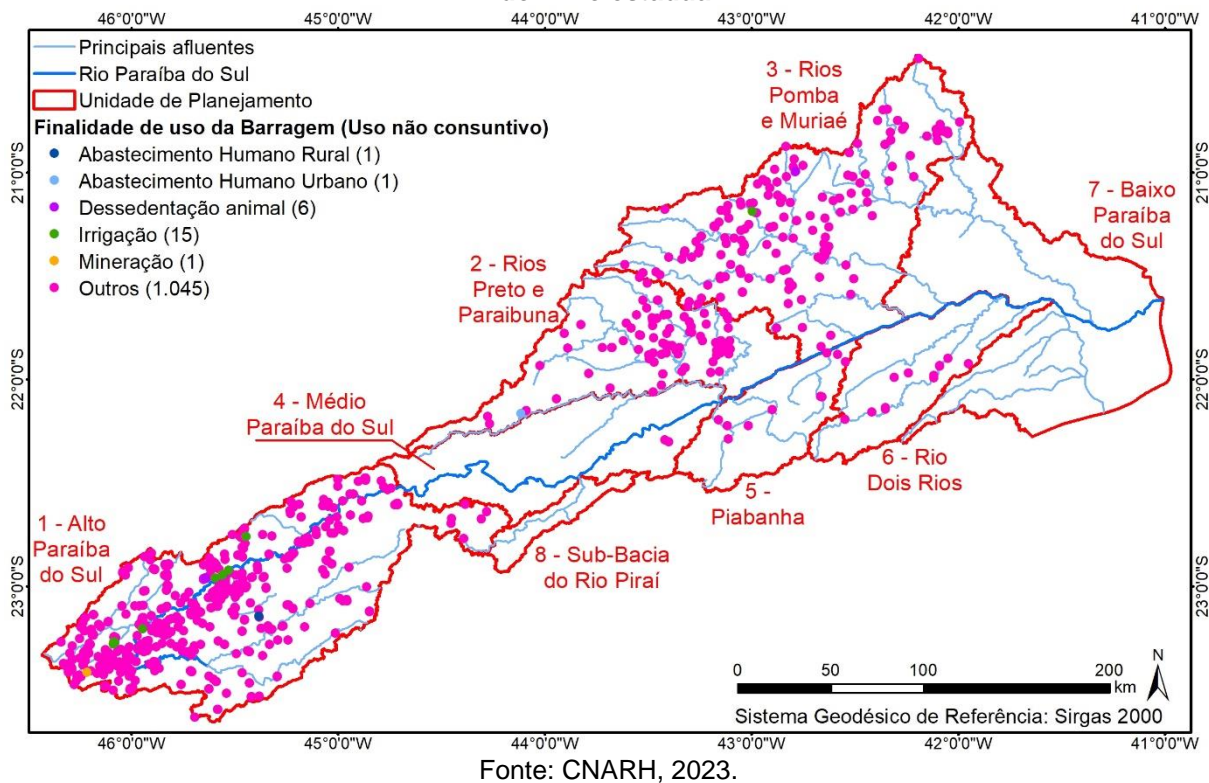 46°0'0"W
45°0'0"W
44°0'0"W
43°0'0"W
42°0'0"W
41°0'0"W
Principais afluentes
Rio Paraíba do Sul
Unidade de Planejamento
Finalidade de uso da Barragem (Uso não consuntivo)
Abastecimento Humano Rural (1)
Abastecimento Humano Urbano (1)
Dessedentação animal (6)
Irrigação (15)
Mineração (1)
Outros (1.045)
3 - Rios
Pomba
e Muriaé
7 - Baixo
Paraíba
do Sul
2 - Rios
Preto e
Paraibuna
4 - Médio
Paraíba do Sul
6 - Rio
Dois Rios
5 -
Piabanha
1 - Alto
Paraíba
do Sul
8 - Sub-Bacia
do Rio Piraí
21°0'0"S
22°0'0"S
23°0'0"S
21°0'0"S
22°0'0"S
23°0'0"S
N
0 50 100 200
km
Sistema Geodésico de Referência: Sirgas 2000
46°0'0"W
45°0'0"W
44°0'0"W
43°0'0"W
42°0'0"W
41°0'0"W
Fonte: CNARH, 2023.